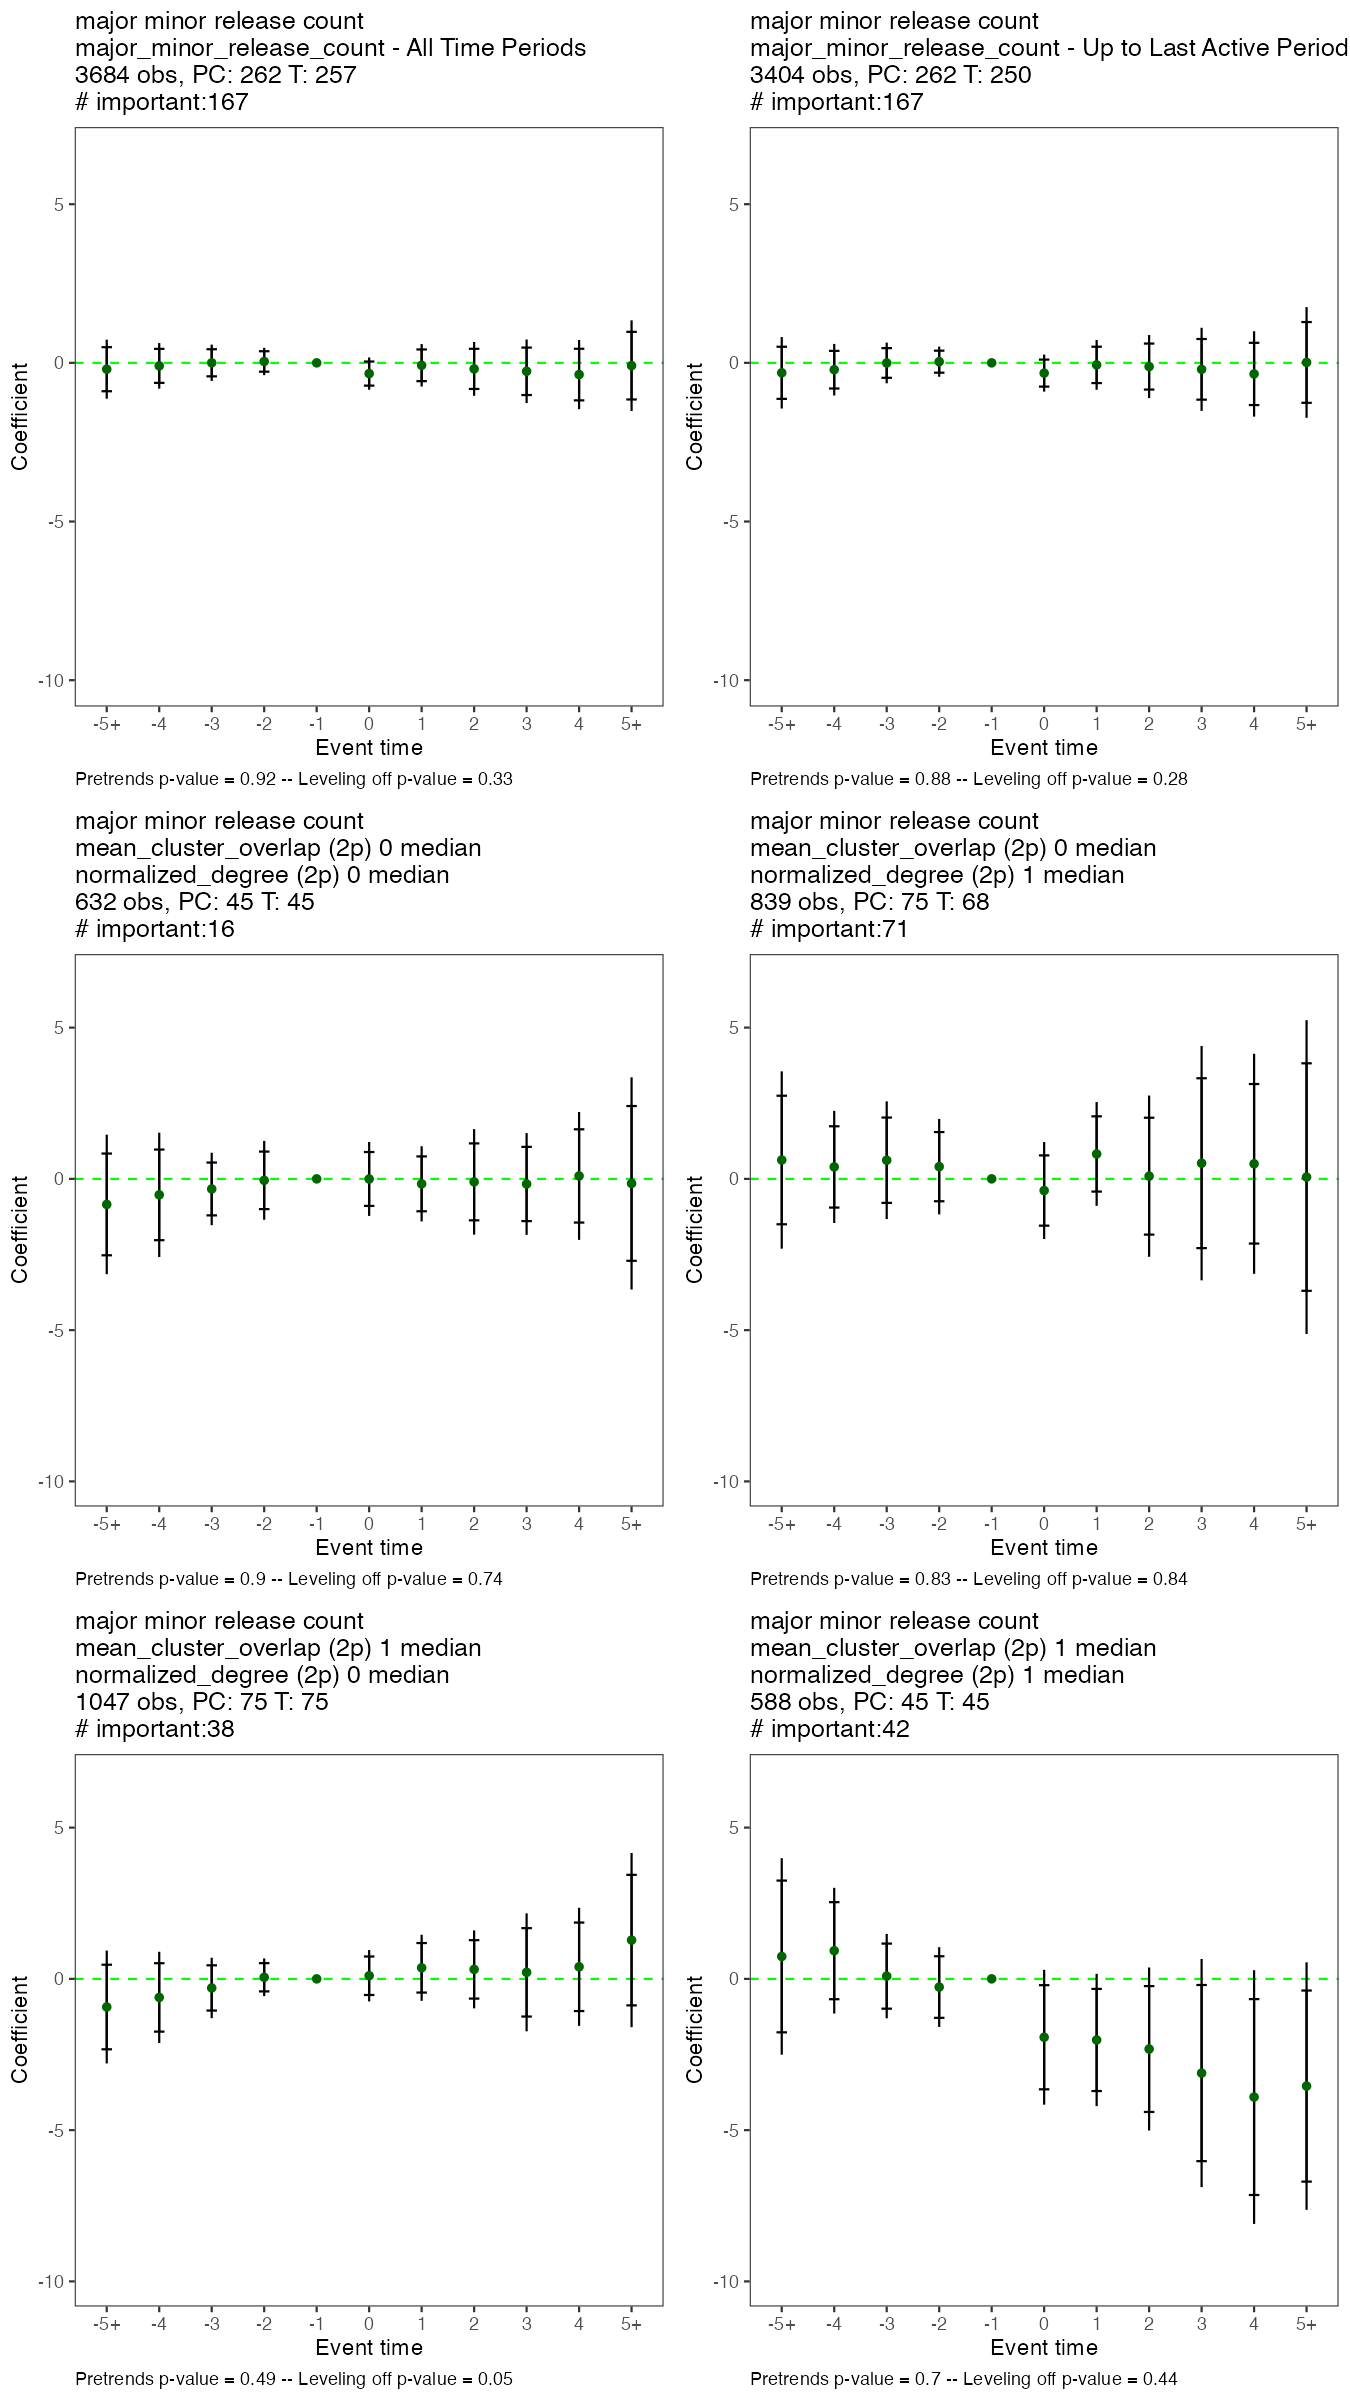 major minor release count
major_minor_release_count - All Time Periods
3684 obs, PC: 262 T: 257
# important:167
5
0
-5
-10
Coefficient
-5+ -4 -3 -2 -1 0 1 2 3 4 5+
Event time
Pretrends p-value = 0.92 -- Leveling off p-value = 0.33
major minor release count
major_minor_release_count - Up to Last Active Period
3404 obs, PC: 262 T: 250
# important:167
5
0
-5
-10
Coefficient
-5+ -4 -3 -2 -1 0 1 2 3 4 5+
Event time
Pretrends p-value = 0.88 -- Leveling off p-value = 0.28
major minor release count
mean_cluster_overlap (2p) 0 median
normalized_degree (2p) 0 median
632 obs, PC: 45 T: 45
# important:16
5
0
-5
-10
Coefficient
-5+ -4 -3 -2 -1 0 1 2 3 4 5+
Event time
Pretrends p-value = 0.9 -- Leveling off p-value = 0.74
major minor release count
mean_cluster_overlap (2p) 0 median
normalized_degree (2p) 1 median
839 obs, PC: 75 T: 68
# important:71
5
0
-5
-10
Coefficient
-5+ -4 -3 -2 -1 0 1 2 3 4 5+
Event time
Pretrends p-value = 0.83 -- Leveling off p-value = 0.84
major minor release count
mean_cluster_overlap (2p) 1 median
normalized_degree (2p) 0 median
1047 obs, PC: 75 T: 75
# important:38
5
0
-5
-10
Coefficient
-5+ -4 -3 -2 -1 0 1 2 3 4 5+
Event time
Pretrends p-value = 0.49 -- Leveling off p-value = 0.05
major minor release count
mean_cluster_overlap (2p) 1 median
normalized_degree (2p) 1 median
588 obs, PC: 45 T: 45
# important:42
5
0
-5
-10
Coefficient
-5+ -4 -3 -2 -1 0 1 2 3 4 5+
Event time
Pretrends p-value = 0.7 -- Leveling off p-value = 0.44